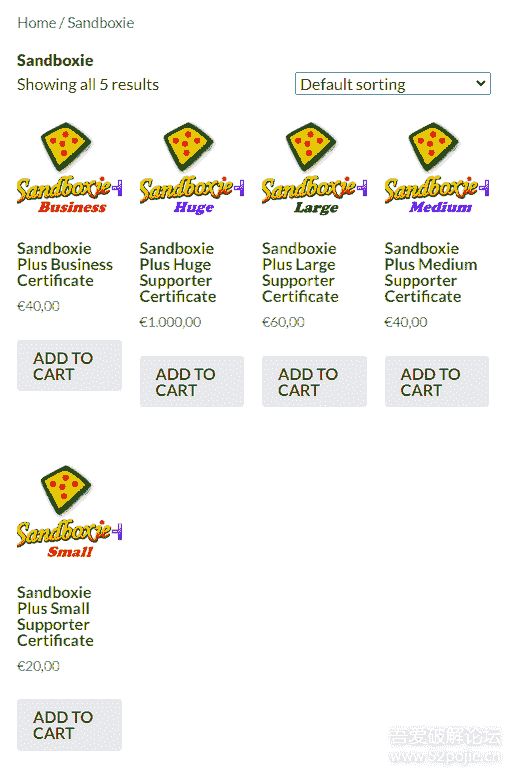 Home / Sandboxie
Sandboxie
Showing all 5 results
Default sorting
Sandboxie
Business
Sandboxie
Plus Business
Certificate
€40,00
ADD TO
CART
Sandboxie
Huge
Sandboxie
Plus Huge
Supporter
Certificate
€1.000,00
ADD TO
CART
Sandboxie
Large
Sandboxie
Plus Large
Supporter
Certificate
€60,00
ADD TO
CART
Sandboxie
Medium
Sandboxie
Plus Medium
Supporter
Certificate
€40,00
ADD TO
CART
Sandboxie
Small
Sandboxie
Plus Small
Supporter
Certificate
€20,00
ADD TO
CART
吾爱破解论坛
www.52pojie.cn